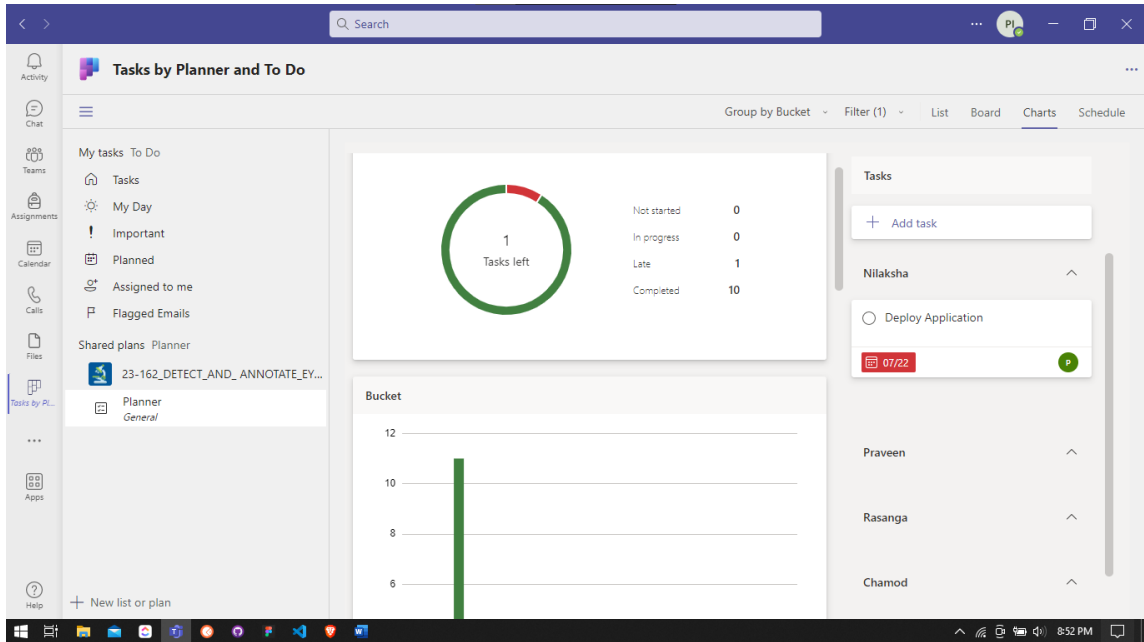 Search
PI
Activity
Chat
Teams
Assignments
Calendar
Calls
Files
Tasks by Pl...
Apps
Help
Tasks by Planner and To Do
Group by Bucket
Filter (1)
List
Board
Charts
Schedule
My tasks To Do
Tasks
My Day
Important
Planned
Assigned to me
Flagged Emails
Shared plans Planner
23-162_DETECT_AND_ ANNOTATE_EY...
Planner
General
New list or plan
1
Tasks left
Not started 0
In progress 0
Late 1
Completed 10
Bucket
12
10
8
6
Tasks
Add task
Nilaksha
Deploy Application
07/22
P
Praveen
Rasanga
Chamod
8:52 PM